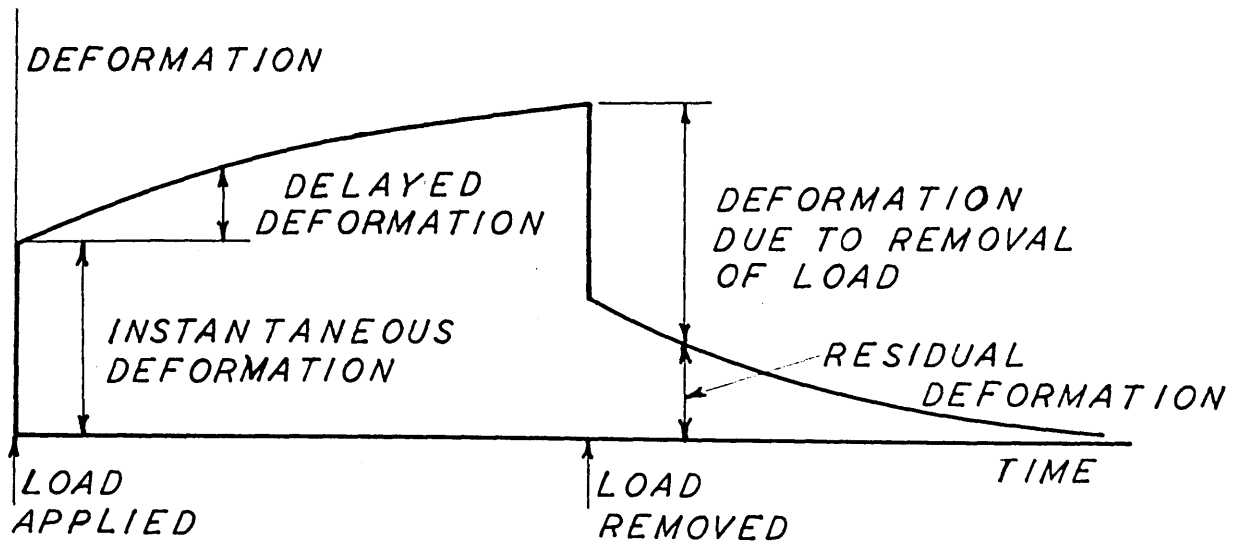 DEFORMATION
DELAYED
DEFORMATION
INSTANTANEOUS
DEFORMATION
DEFORMATION
DUE TO REMOVAL
OF LOAD
RESIDUAL
DEFORMATION
TIME
LOAD
APPLIED
LOAD
REMOVED